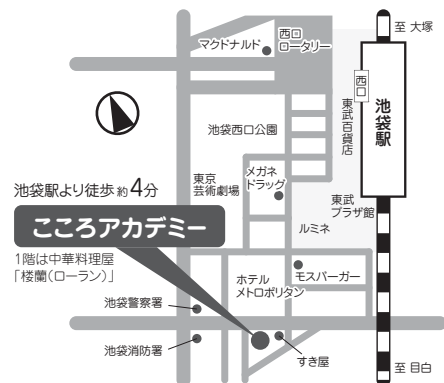 至 大塚
マクドナルド
西口
ロータリー
西口
池袋駅
東武百貨店
池袋西口公園
東京
芸術劇場
メガネ
ドラッグ
池袋駅より徒歩約4分
東武
プラザ館
こころアカデミー
ルミネ
1階は中華料理屋
「楼蘭(ローラン)」
ホテル
メトロポリタン
モスバーガー
池袋警察署
池袋消防署
すき屋
至 目白